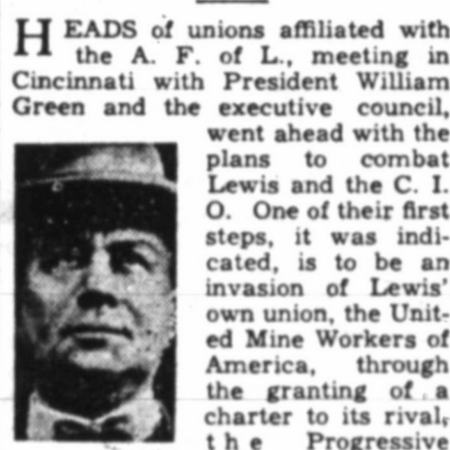 HEADS of unions affiliated with
the A. F. of L., meeting in
Cincinnati with President William
Green and the executive council,
went ahead with the
plans to combat
Lewis and the C. I.
O. One of their first
steps, it was indi-
cated, is to be an
invasion of Lewis'
own union, the Unit-
ed Mine Workers of
America, through
the granting of a
charter to its rival,
the Progressive